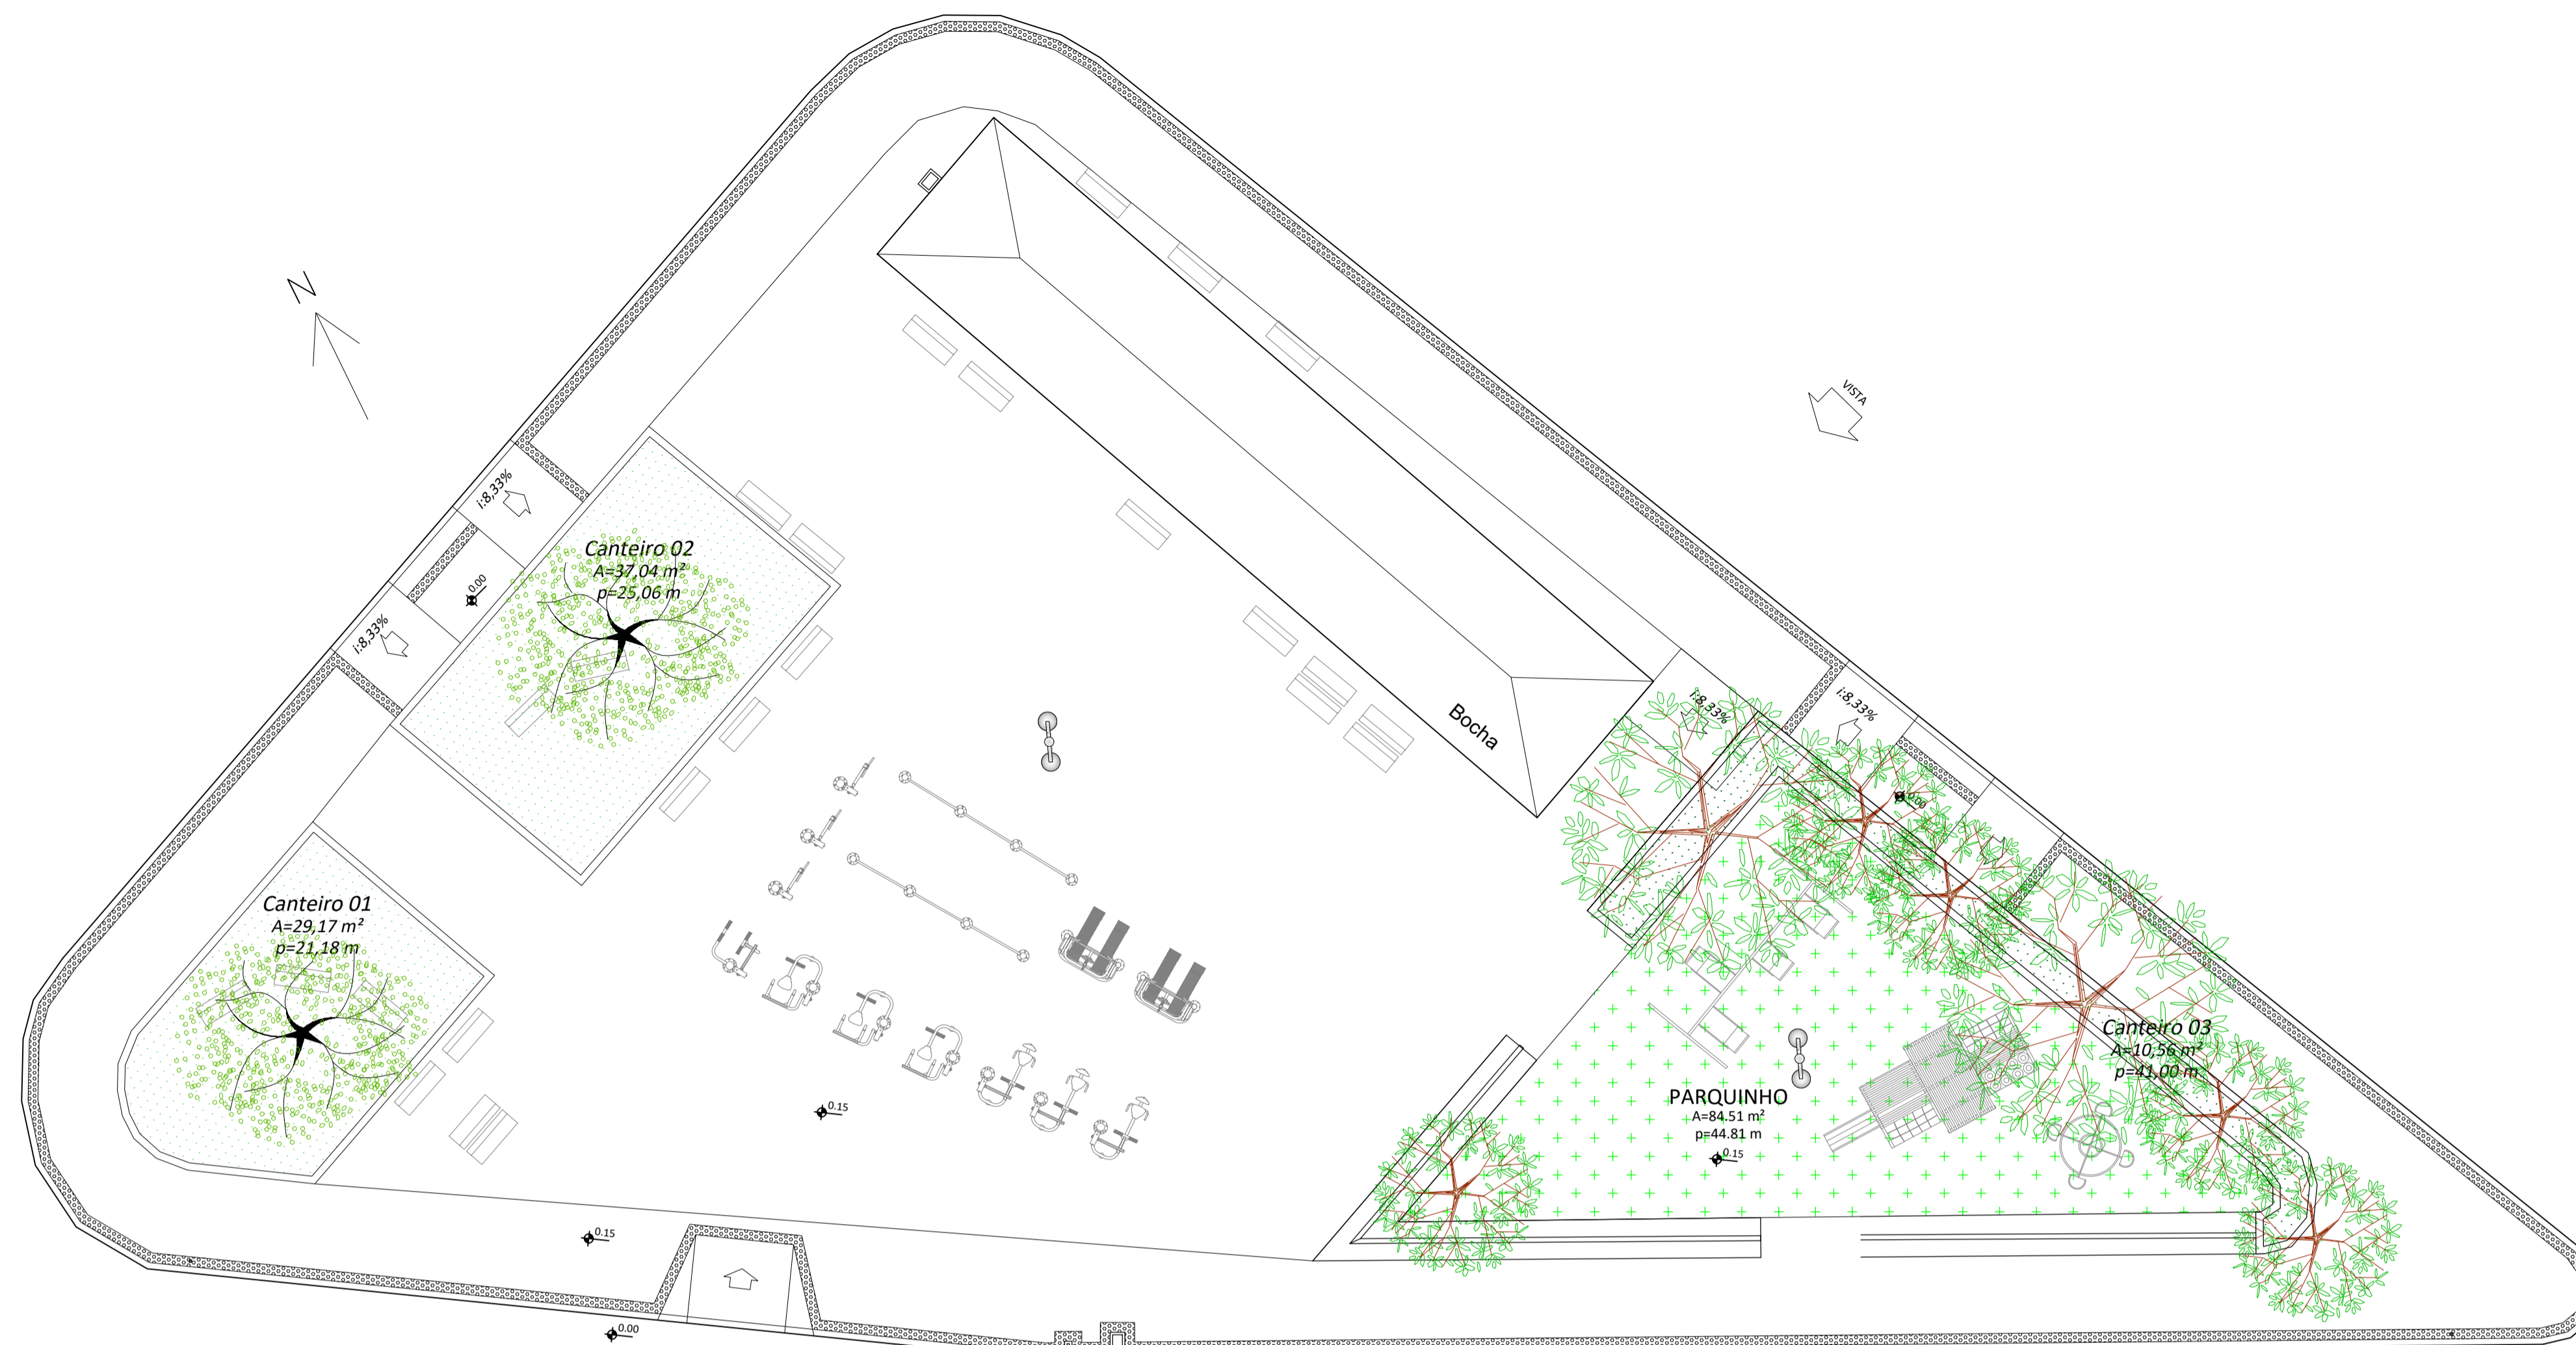 N
VISTA
i:8,33%
Canteiro 02
A=37,04 m²
p=25,06 m
0.00
i:8,33%
i:8,33%
i:8,33%
Bocha
0.00
Canteiro 01
A=29,17 m²
p=21,18 m
Canteiro 03
A=10,56 m²
p=41,00 m
PARQUINHO
A=84.51 m²
p=44.81 m
0.15
0.15
0.15
0.00